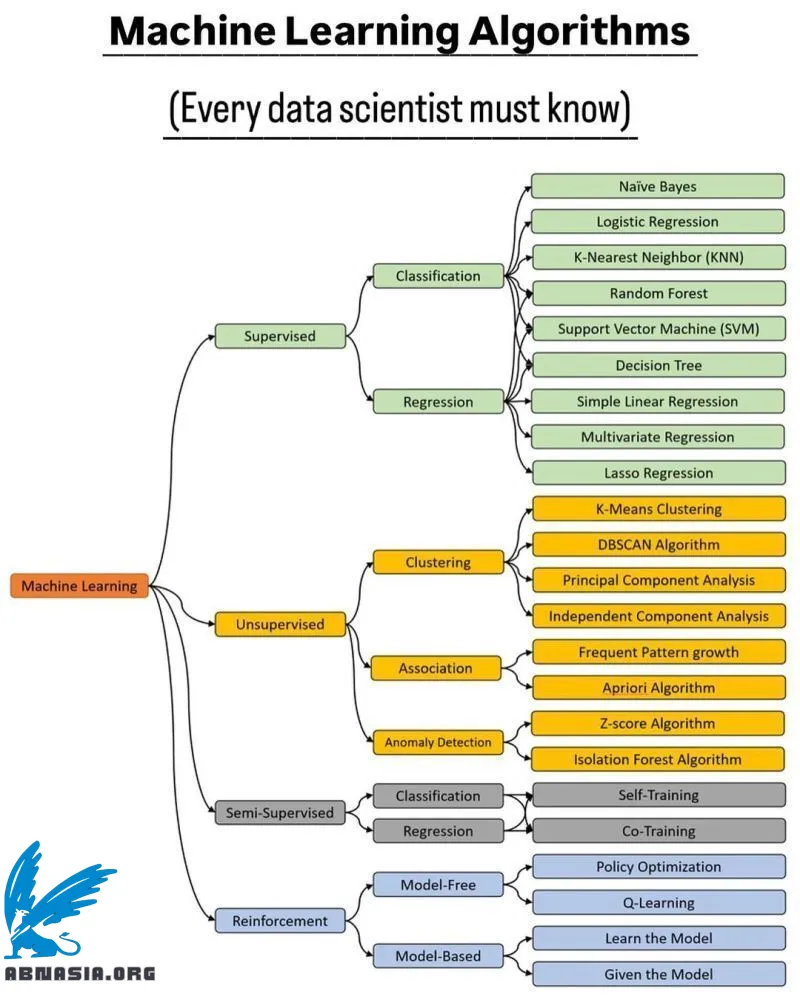 Machine Learning Algorithms
(Every data scientist must know)
Naïve Bayes
Logistic Regression
K-Nearest Neighbor (KNN)
Classification
Random Forest
Support Vector Machine (SVM)
Supervised
Decision Tree
Regression
Simple Linear Regression
Multivariate Regression
Lasso Regression
K-Means Clustering
DBSCAN Algorithm
Clustering
Principal Component Analysis
Machine Learning
Independent Component Analysis
Unsupervised
Frequent Pattern growth
Association
Apriori Algorithm
Z-score Algorithm
Anomaly Detection
Isolation Forest Algorithm
Classification
Self-Training
Semi-Supervised
Regression
Co-Training
Policy Optimization
Model-Free
Q-Learning
Reinforcement
Learn the Model
Model-Based
Given the Model
ABNASIA.ORG